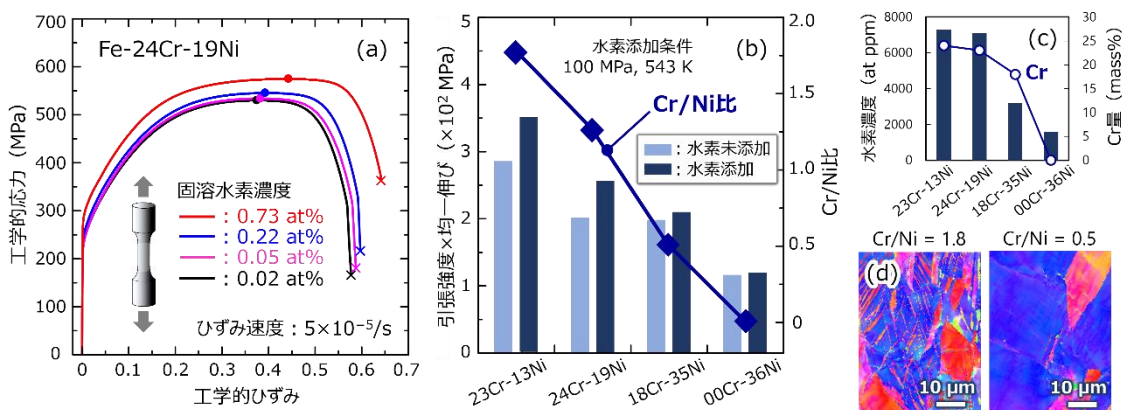 (a)
Fe-24Cr-19Ni
工学的応力 (MPa)
700
600
500
400
300
200
100
0
固溶水素濃度
: 0.73 at%
: 0.22 at%
: 0.05 at%
: 0.02 at%
ひずみ速度：5×10⁻⁵/s
0 0.1 0.2 0.3 0.4 0.5 0.6 0.7
工学的ひずみ
(b)
引張強度×均一伸び (×10² MPa)
5
4
3
2
1
0
水素添加条件
100 MPa, 543 K
Cr/Ni比
：水素未添加
：水素添加
2.0
1.5
1.0
0.5
0
Cr/Ni比
23Cr-13Ni
24Cr-19Ni
18Cr-35Ni
00Cr-36Ni
(c)
水素濃度 (at ppm)
8000
6000
4000
2000
0
Cr
30
25
20
15
10
5
0
Cr量 (mass%)
23Cr-13Ni
24Cr-19Ni
18Cr-35Ni
00Cr-36Ni
Cr/Ni = 1.8
Cr/Ni = 0.5
(d)
10 μm
10 μm